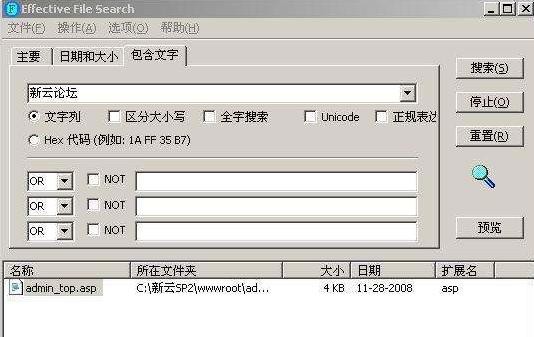 Effective File Search
文件(F) 操作(A) 选项(O) 帮助(H)
主要 日期和大小 包含文字
新云论坛
文字列 区分大小写 全字搜索 Unicode 正规表达
Hex 代码 (例如: 1A FF 35 B7)
OR NOT
OR NOT
OR NOT
搜索(S)
停止(O)
重置(R)
预览
名称 所在文件夹 大小 日期 扩展名
admin_top.asp C:\新云SP2\wwwroot\ad... 4 KB 11-28-2008 asp